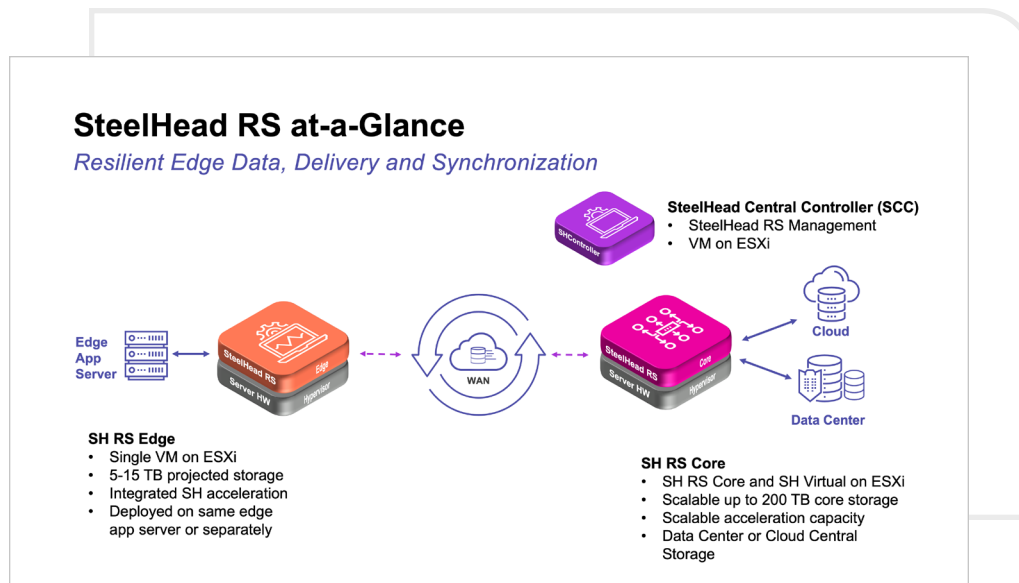 SteelHead RS at-a-Glance
Resilient Edge Data, Delivery and Synchronization
SHController
SteelHead Central Controller (SCC)
• SteelHead RS Management
• VM on ESXi
Edge
App
Server
SteelHead RS
Edge
Server HW
Hypervisor
WAN
SteelHead RS
Core
Server HW
Hypervisor
Cloud
Data Center
SH RS Edge
• Single VM on ESXi
• 5-15 TB projected storage
• Integrated SH acceleration
• Deployed on same edge
app server or separately
SH RS Core
• SH RS Core and SH Virtual on ESXi
• Scalable up to 200 TB core storage
• Scalable acceleration capacity
• Data Center or Cloud Central
Storage